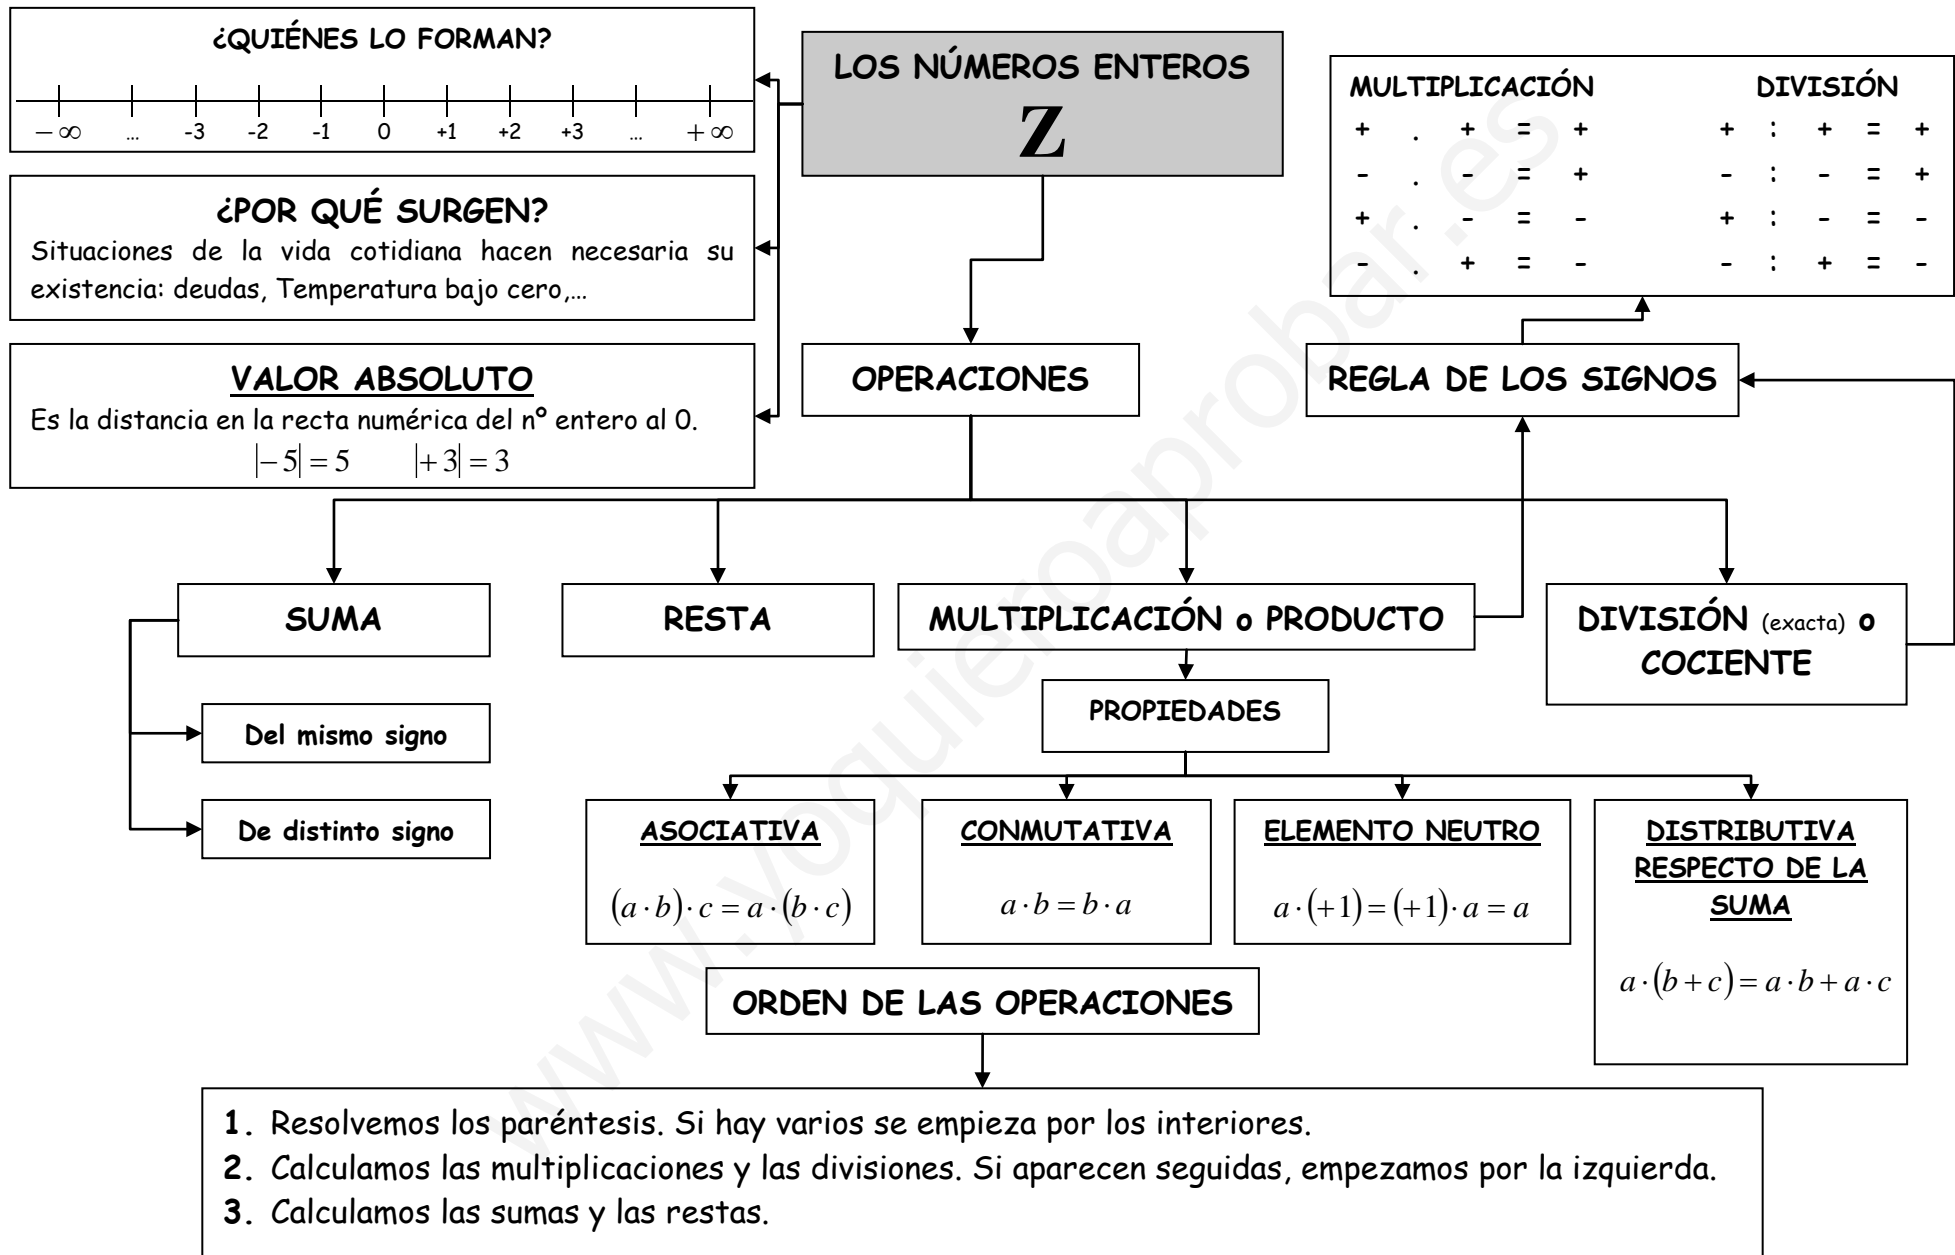 ¿QUIÉNES LO FORMAN?
− ∞ ... -3 -2 -1 0 +1 +2 +3 ... + ∞
¿POR QUÉ SURGEN?
Situaciones de la vida cotidiana hacen necesaria su
existencia: deudas, Temperatura bajo cero,...
VALOR ABSOLUTO
Es la distancia en la recta numérica del nº entero al 0.
|−5| = 5 |+3| = 3
LOS NÚMEROS ENTEROS
Z
MULTIPLICACIÓN DIVISIÓN
+ . + = + + : + = +
- . - = + - : - = +
+ . - = - + : - = -
- . + = - - : + = -
OPERACIONES
REGLA DE LOS SIGNOS
SUMA
RESTA
MULTIPLICACIÓN o PRODUCTO
DIVISIÓN (exacta) o
COCIENTE
Del mismo signo
De distinto signo
PROPIEDADES
ASOCIATIVA
(a · b) · c = a · (b · c)
CONMUTATIVA
a · b = b · a
ELEMENTO NEUTRO
a · (+1) = (+1) · a = a
DISTRIBUTIVA
RESPECTO DE LA
SUMA
a · (b + c) = a · b + a · c
ORDEN DE LAS OPERACIONES
1. Resolvemos los paréntesis. Si hay varios se empieza por los interiores.
2. Calculamos las multiplicaciones y las divisiones. Si aparecen seguidas, empezamos por la izquierda.
3. Calculamos las sumas y las restas.
www.yoquieroaprobar.es